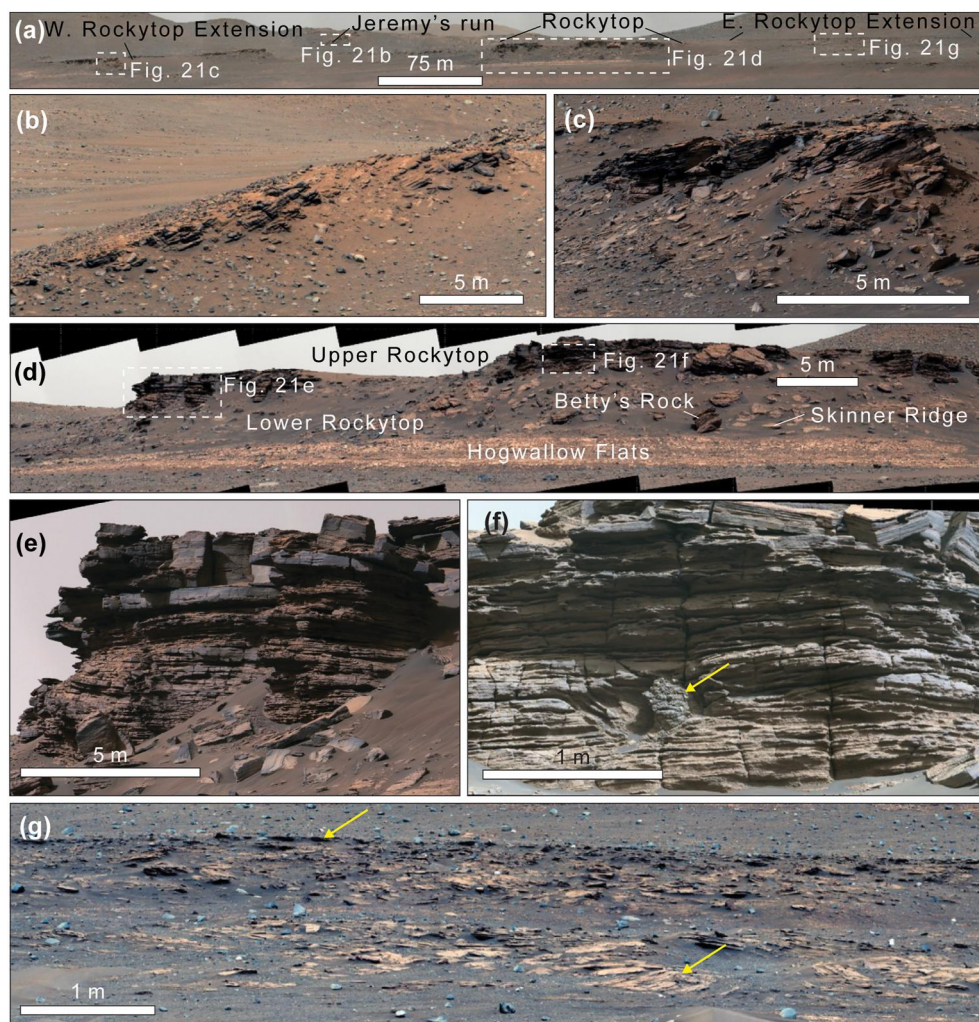 (a)
W. Rockytop Extension
Jeremy's run
Rockytop
E. Rockytop Extension
Fig. 21c
Fig. 21b
75 m
Fig. 21d
Fig. 21g
(b)
5 m
(c)
5 m
(d)
Upper Rockytop
Fig. 21e
Fig. 21f
5 m
Lower Rockytop
Betty's Rock
Skinner Ridge
Hogwallow Flats
(e)
5 m
(f)
1 m
(g)
1 m